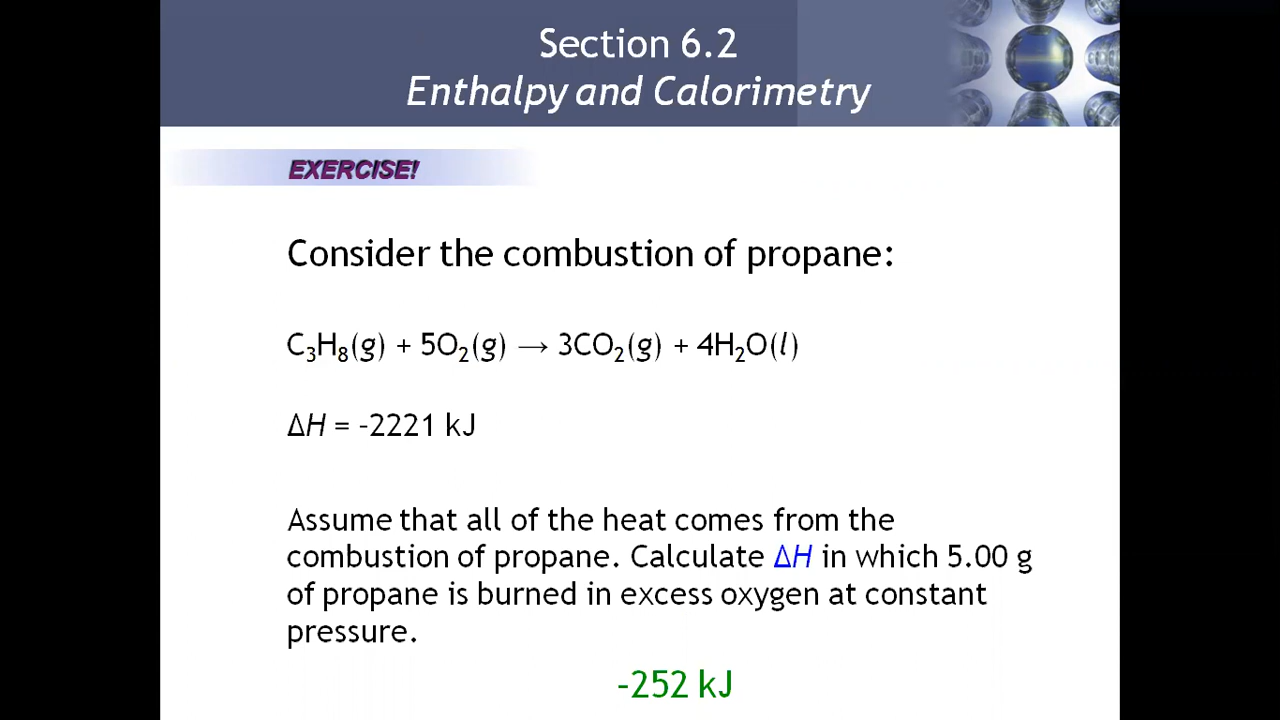 Section 6.2
Enthalpy and Calorimetry
EXERCISE!
Consider the combustion of propane:
C₃H₈(g) + 5O₂(g) → 3CO₂(g) + 4H₂O(l)
ΔH = –2221 kJ
Assume that all of the heat comes from the
combustion of propane. Calculate ΔH in which 5.00 g
of propane is burned in excess oxygen at constant
pressure.
–252 kJ